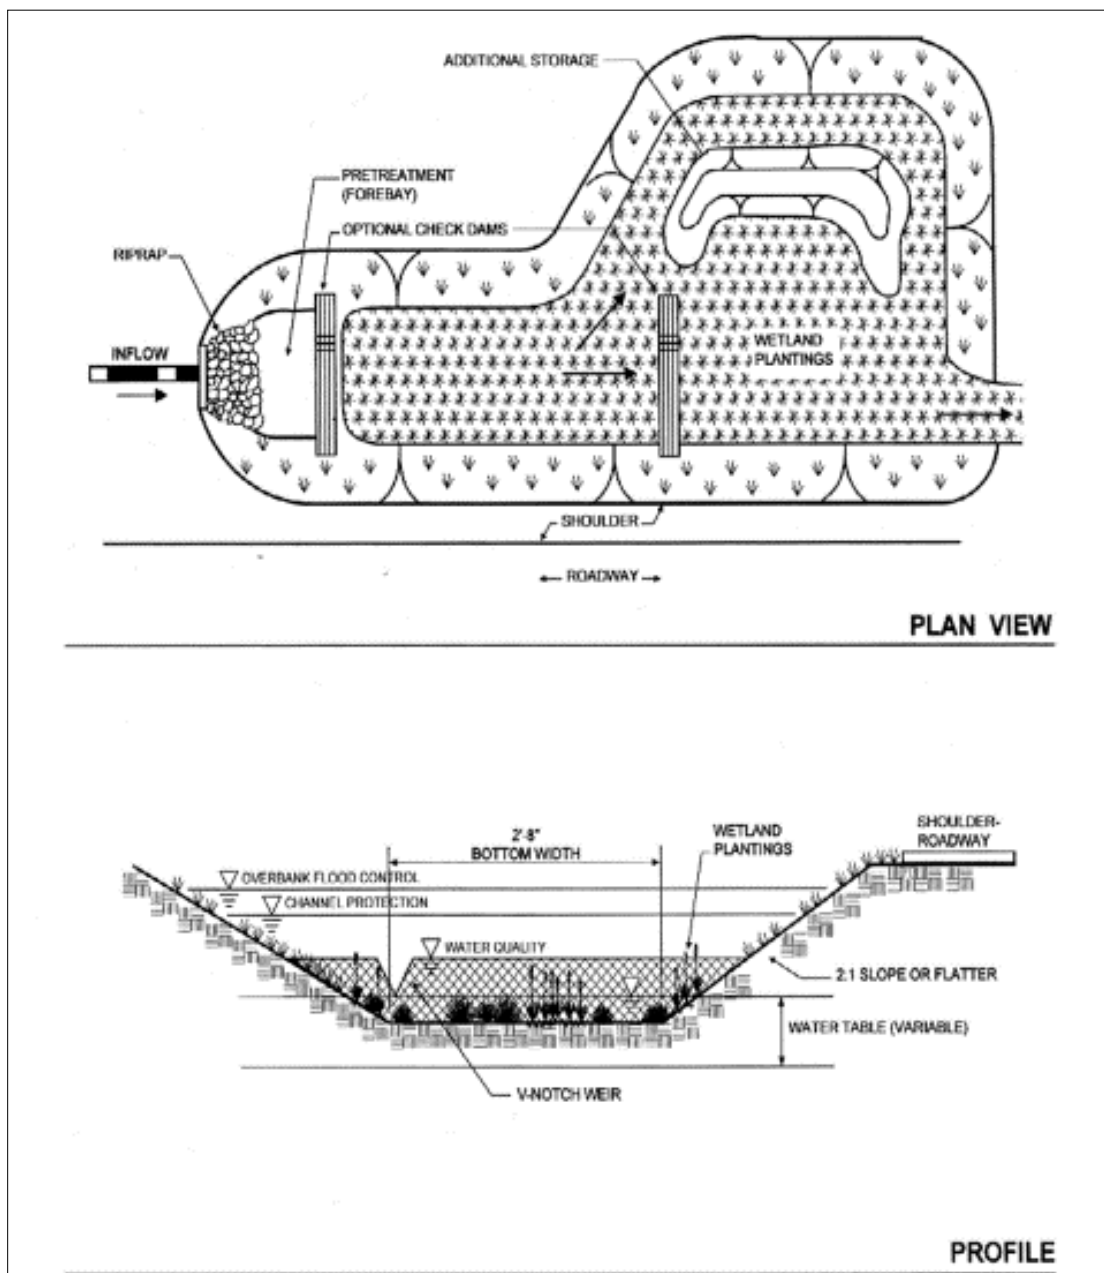 ADDITIONAL STORAGE
PRETREATMENT
(FOREBAY)
OPTIONAL CHECK DAMS
RIPRAP
INFLOW
WETLAND
PLANTINGS
SHOULDER
ROADWAY
PLAN VIEW
SHOULDER-
ROADWAY
2'-8"
BOTTOM WIDTH
WETLAND
PLANTINGS
OVERBANK FLOOD CONTROL
CHANNEL PROTECTION
WATER QUALITY
2:1 SLOPE OR FLATTER
WATER TABLE (VARIABLE)
V-NOTCH WEIR
PROFILE